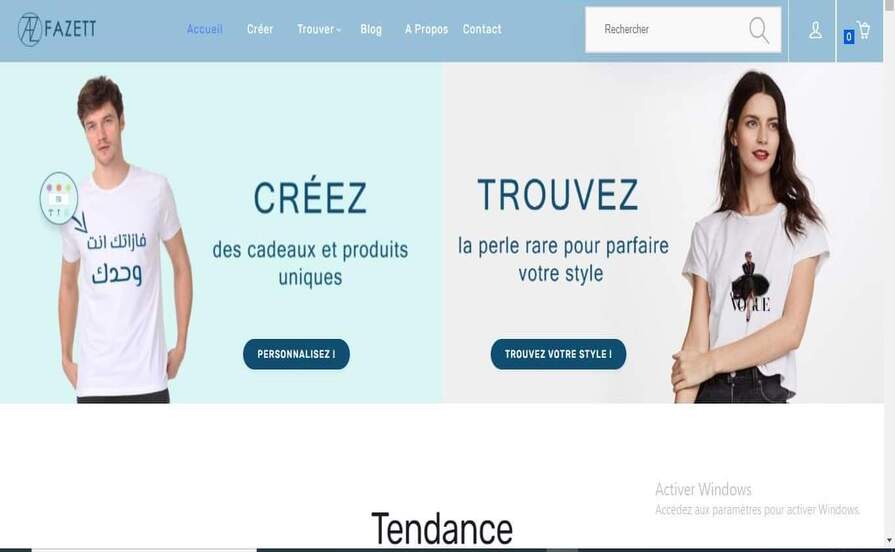 FAZETT
Accueil
Créer
Trouver
Blog
A Propos
Contact
Rechercher
0
CRÉEZ
des cadeaux et produits
uniques
PERSONNALISEZ !
فازاتك انت
وحدك
TROUVEZ
la perle rare pour parfaire
votre style
TROUVEZ VOTRE STYLE !
VOGUE
Tendance
Activer Windows
Accédez aux paramètres pour activer Windows.